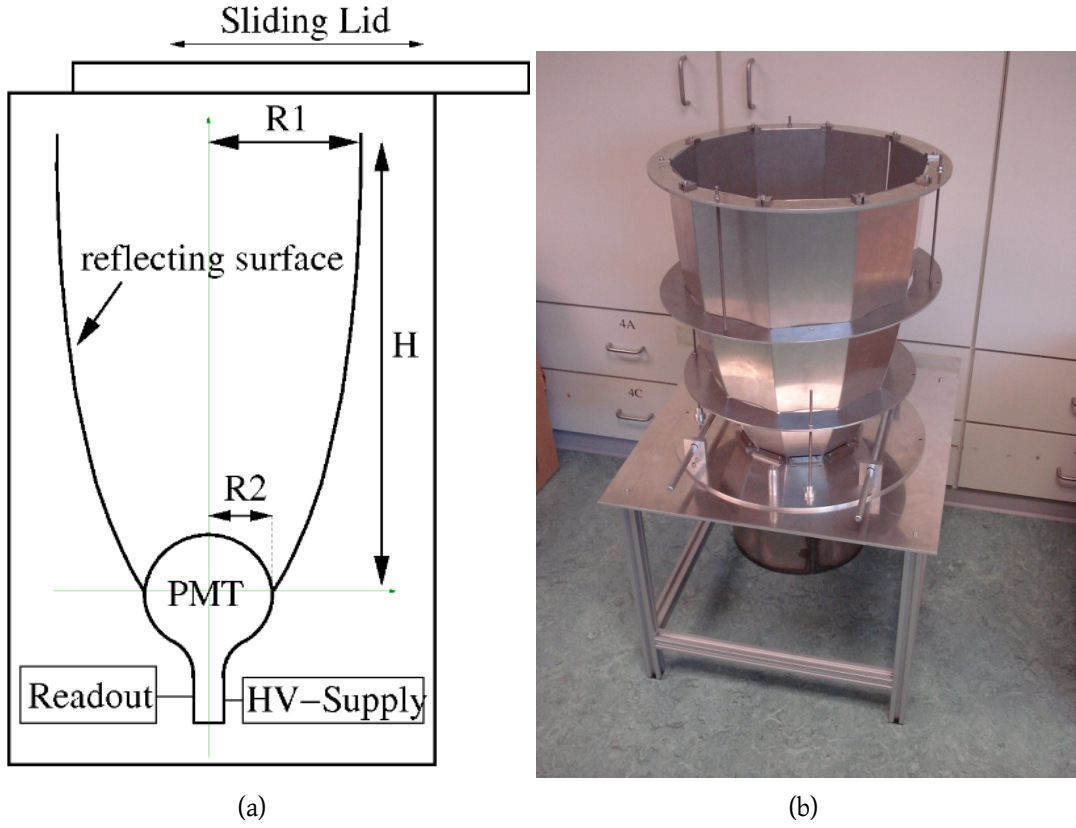 Sliding Lid
R1
reflecting surface
H
R2
PMT
Readout
HV–Supply
4A
4C
(a)
(b)